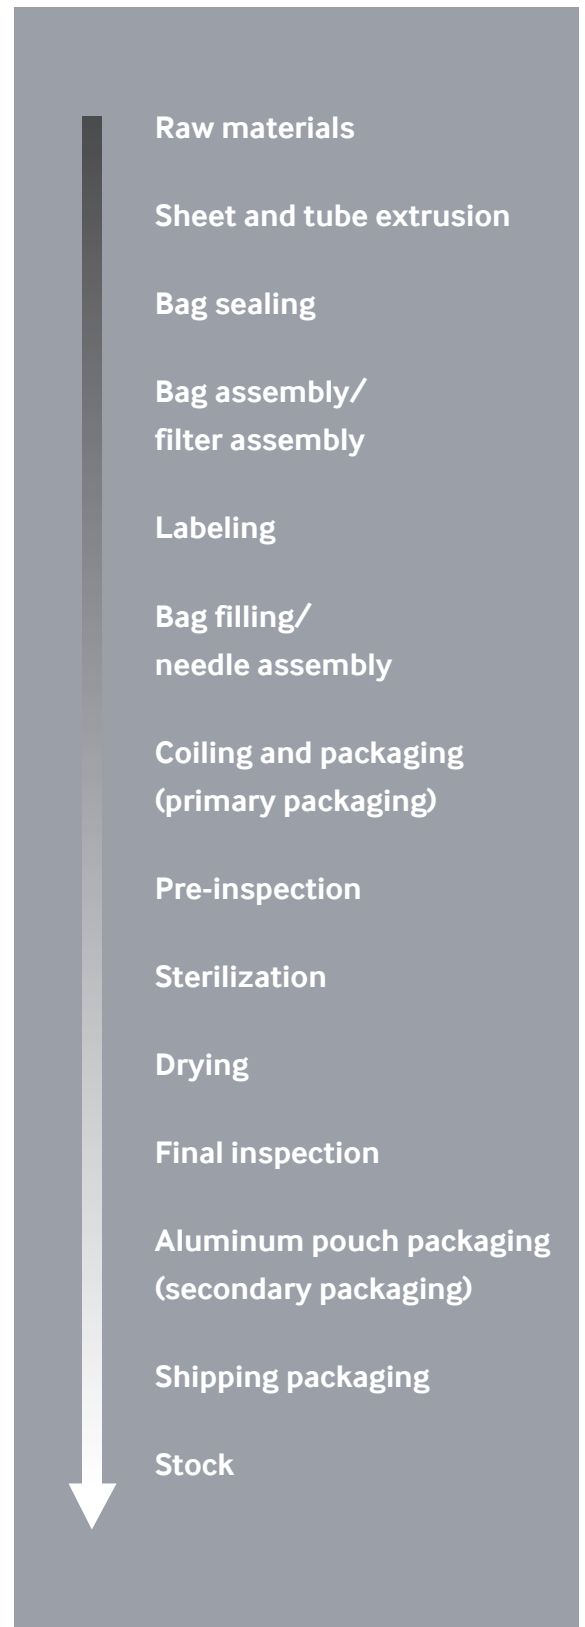 Raw materials
Sheet and tube extrusion
Bag sealing
Bag assembly/
filter assembly
Labeling
Bag filling/
needle assembly
Coiling and packaging
(primary packaging)
Pre-inspection
Sterilization
Drying
Final inspection
Aluminum pouch packaging
(secondary packaging)
Shipping packaging
Stock